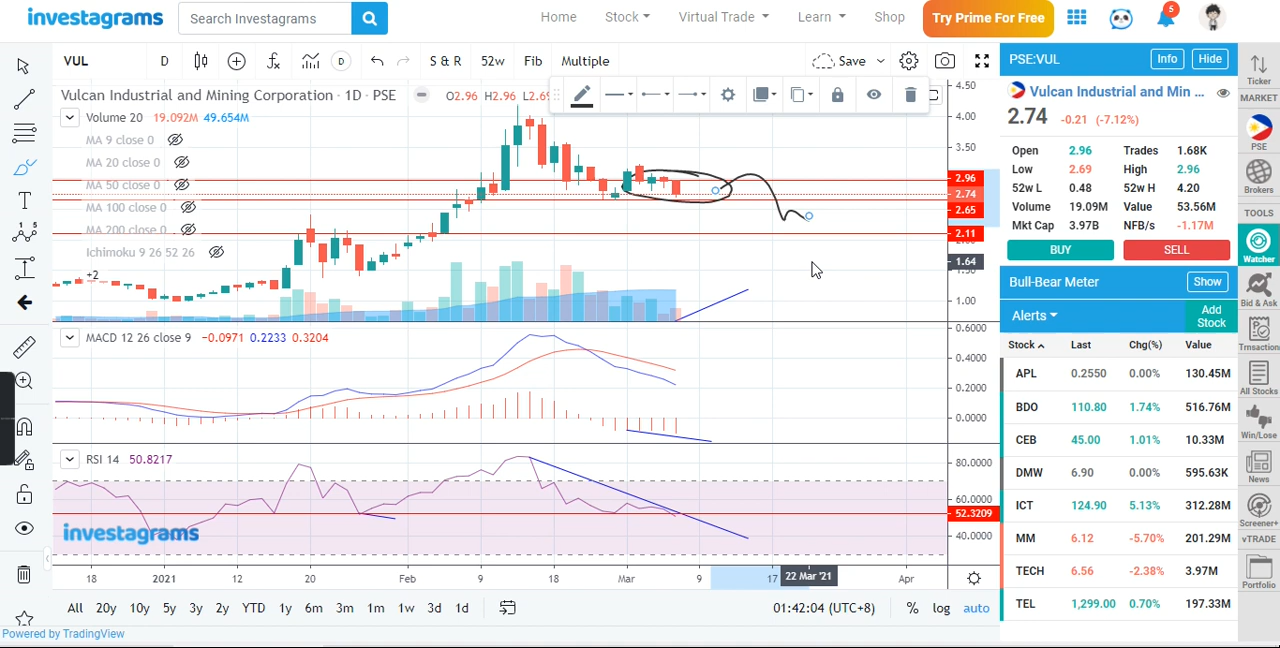 investagrams
Search Investagrams
Home Stock Virtual Trade Learn Shop
Try Prime For Free
5
VUL D D S & R 52w Fib Multiple Save
Vulcan Industrial and Mining Corporation · 1D · PSE O2.96 H2.96 L2.69
Volume 20 19.092M 49.654M
MA 9 close 0
MA 20 close 0
MA 50 close 0
MA 100 close 0
MA 200 close 0
Ichimoku 9 26 52 26
+2
4.50
4.00
3.50
2.96
2.74
2.65
2.11
1.64
1.00
MACD 12 26 close 9 −0.0971 0.2233 0.3204
0.6000
0.4000
0.2000
0.0000
RSI 14 50.8217
80.0000
60.0000
52.3209
40.0000
investagrams
18 2021 12 20 Feb 9 18 Mar 9 17 22 Mar '21 Apr
All 20y 10y 5y 3y 2y YTD 1y 6m 3m 1m 1w 3d 1d 01:42:04 (UTC+8) % log auto
Powered by TradingView
PSE:VUL Info Hide
Vulcan Industrial and Min ...
2.74 -0.21 (-7.12%)
Open 2.96 Trades 1.68K
Low 2.69 High 2.96
52w L 0.48 52w H 4.20
Volume 19.09M Value 53.56M
Mkt Cap 3.97B NFB/s -1.17M
BUY SELL
Bull-Bear Meter Show
Alerts Add Stock
Stock Last Chg(%) Value
APL 0.2550 0.00% 130.45M
BDO 110.80 1.74% 516.76M
CEB 45.00 1.01% 10.33M
DMW 6.90 0.00% 595.63K
ICT 124.90 5.13% 312.28M
MM 6.12 -5.70% 201.29M
TECH 6.56 -2.38% 3.97M
TEL 1,299.00 0.70% 197.33M
Ticker
MARKET
PSE
Brokers
TOOLS
Watcher
Bid & Ask
Trnsaction
All Stocks
Win/Lose
News
Screener+
vTRADE
Portfolio